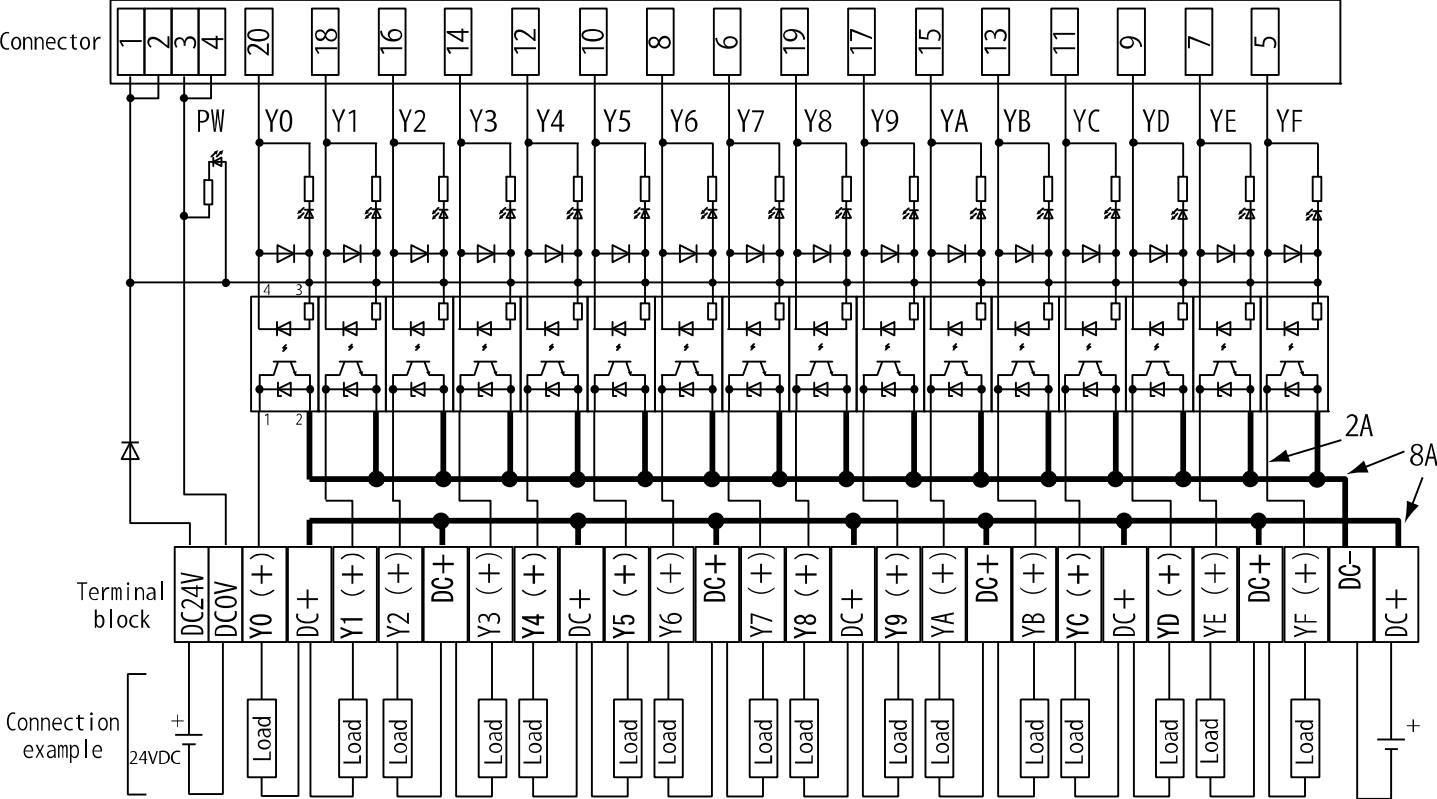 Connector 1 2 3 4 20 18 16 14 12 10 8 6 19 17 15 13 11 9 7 5
PW Y0 Y1 Y2 Y3 Y4 Y5 Y6 Y7 Y8 Y9 YA YB YC YD YE YF
4 3
1 2
2A
8A
Terminal block
DC24V DC0V Y0 (+) DC+ Y1 (+) Y2 (+) DC+ Y3 (+) Y4 (+) DC+ Y5 (+) Y6 (+) DC+ Y7 (+) Y8 (+) DC+ Y9 (+) YA (+) DC+ YB (+) YC (+) DC+ YD (+) YE (+) DC+ YF (+) DC- DC+
Connection example
+ 24VDC
Load Load Load Load Load Load Load Load Load Load Load Load Load Load Load Load
+